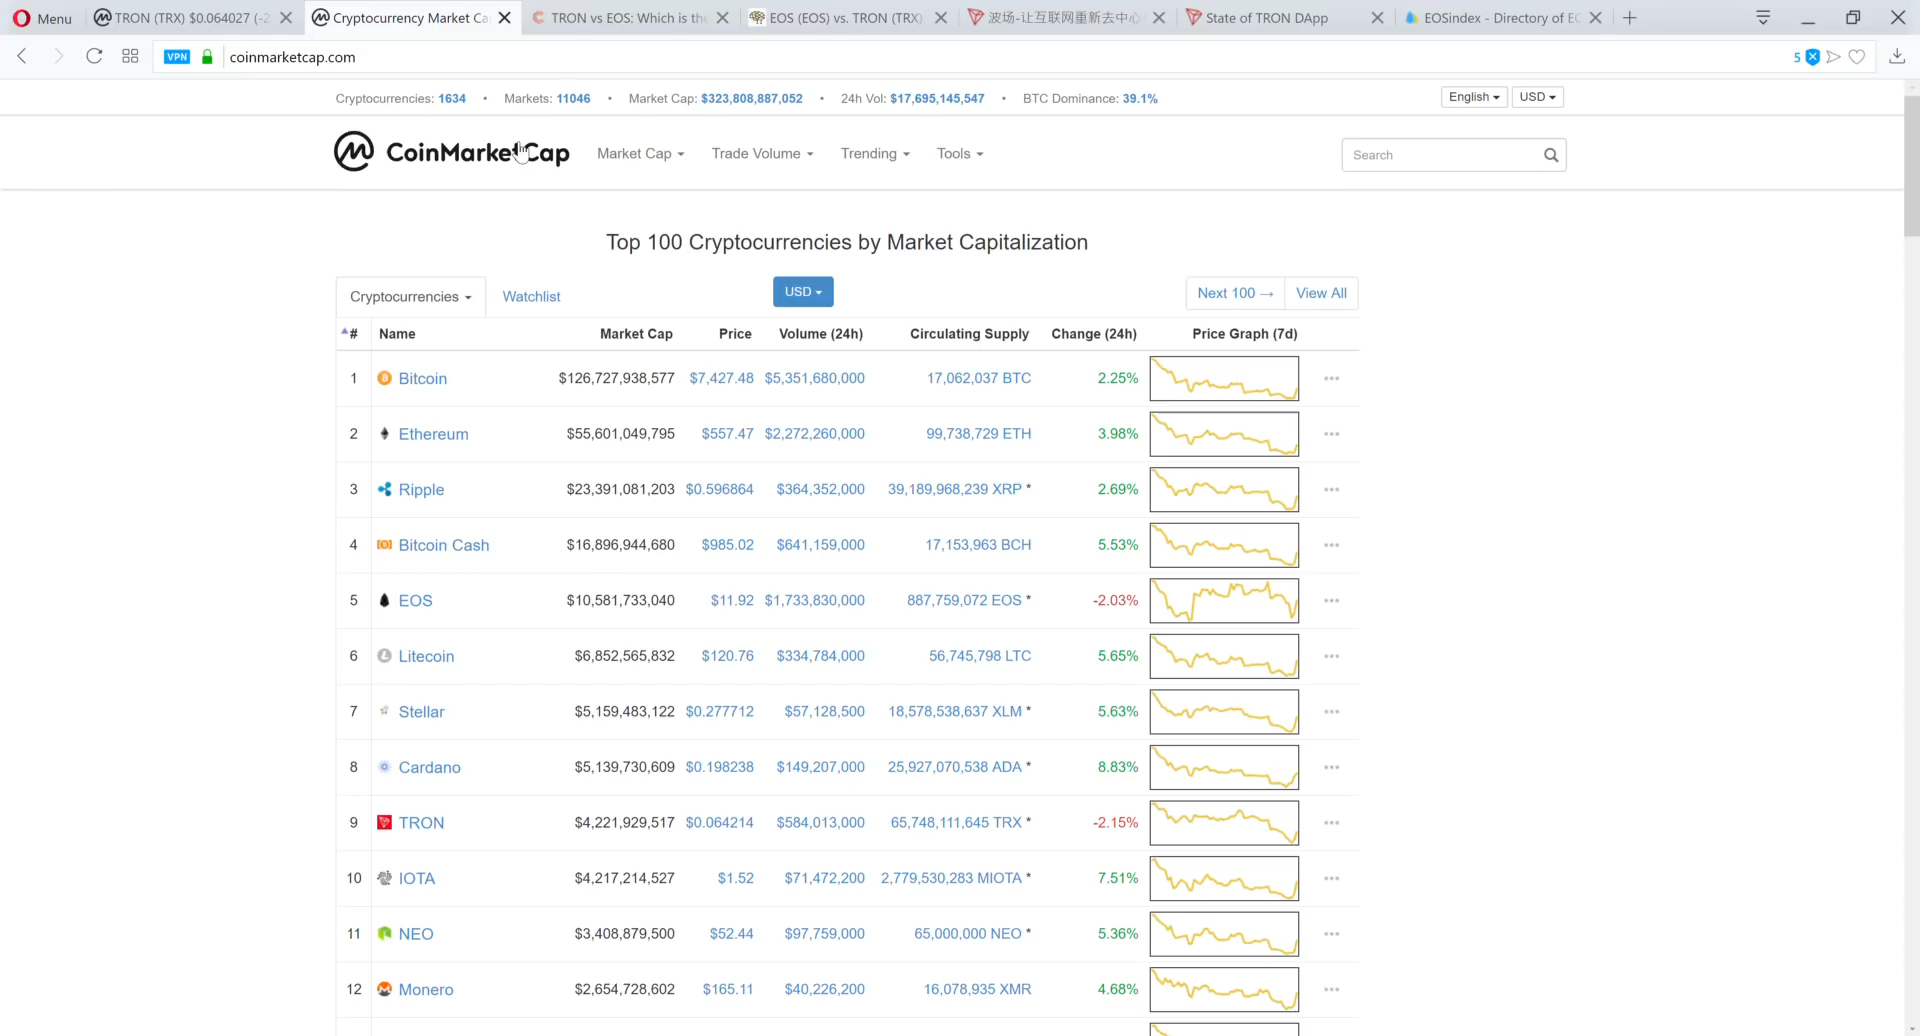 Menu
TRON (TRX) $0.064027 (-2
Cryptocurrency Market Ca
TRON vs EOS: Which is the
EOS (EOS) vs. TRON (TRX)
波场-让互联网重新去中心
State of TRON DApp
EOSindex - Directory of EO
VPN
coinmarketcap.com
5
Cryptocurrencies: 1634 • Markets: 11046 • Market Cap: $323,808,887,052 • 24h Vol: $17,695,145,547 • BTC Dominance: 39.1%
English
USD
CoinMarketCap
Market Cap
Trade Volume
Trending
Tools
Search
Top 100 Cryptocurrencies by Market Capitalization
Cryptocurrencies
Watchlist
USD
Next 100 →
View All
# Name Market Cap Price Volume (24h) Circulating Supply Change (24h) Price Graph (7d)
1 Bitcoin $126,727,938,577 $7,427.48 $5,351,680,000 17,062,037 BTC 2.25%
2 Ethereum $55,601,049,795 $557.47 $2,272,260,000 99,738,729 ETH 3.98%
3 Ripple $23,391,081,203 $0.596864 $364,352,000 39,189,968,239 XRP * 2.69%
4 Bitcoin Cash $16,896,944,680 $985.02 $641,159,000 17,153,963 BCH 5.53%
5 EOS $10,581,733,040 $11.92 $1,733,830,000 887,759,072 EOS * -2.03%
6 Litecoin $6,852,565,832 $120.76 $334,784,000 56,745,798 LTC 5.65%
7 Stellar $5,159,483,122 $0.277712 $57,128,500 18,578,538,637 XLM * 5.63%
8 Cardano $5,139,730,609 $0.198238 $149,207,000 25,927,070,538 ADA * 8.83%
9 TRON $4,221,929,517 $0.064214 $584,013,000 65,748,111,645 TRX * -2.15%
10 IOTA $4,217,214,527 $1.52 $71,472,200 2,779,530,283 MIOTA * 7.51%
11 NEO $3,408,879,500 $52.44 $97,759,000 65,000,000 NEO * 5.36%
12 Monero $2,654,728,602 $165.11 $40,226,200 16,078,935 XMR 4.68%